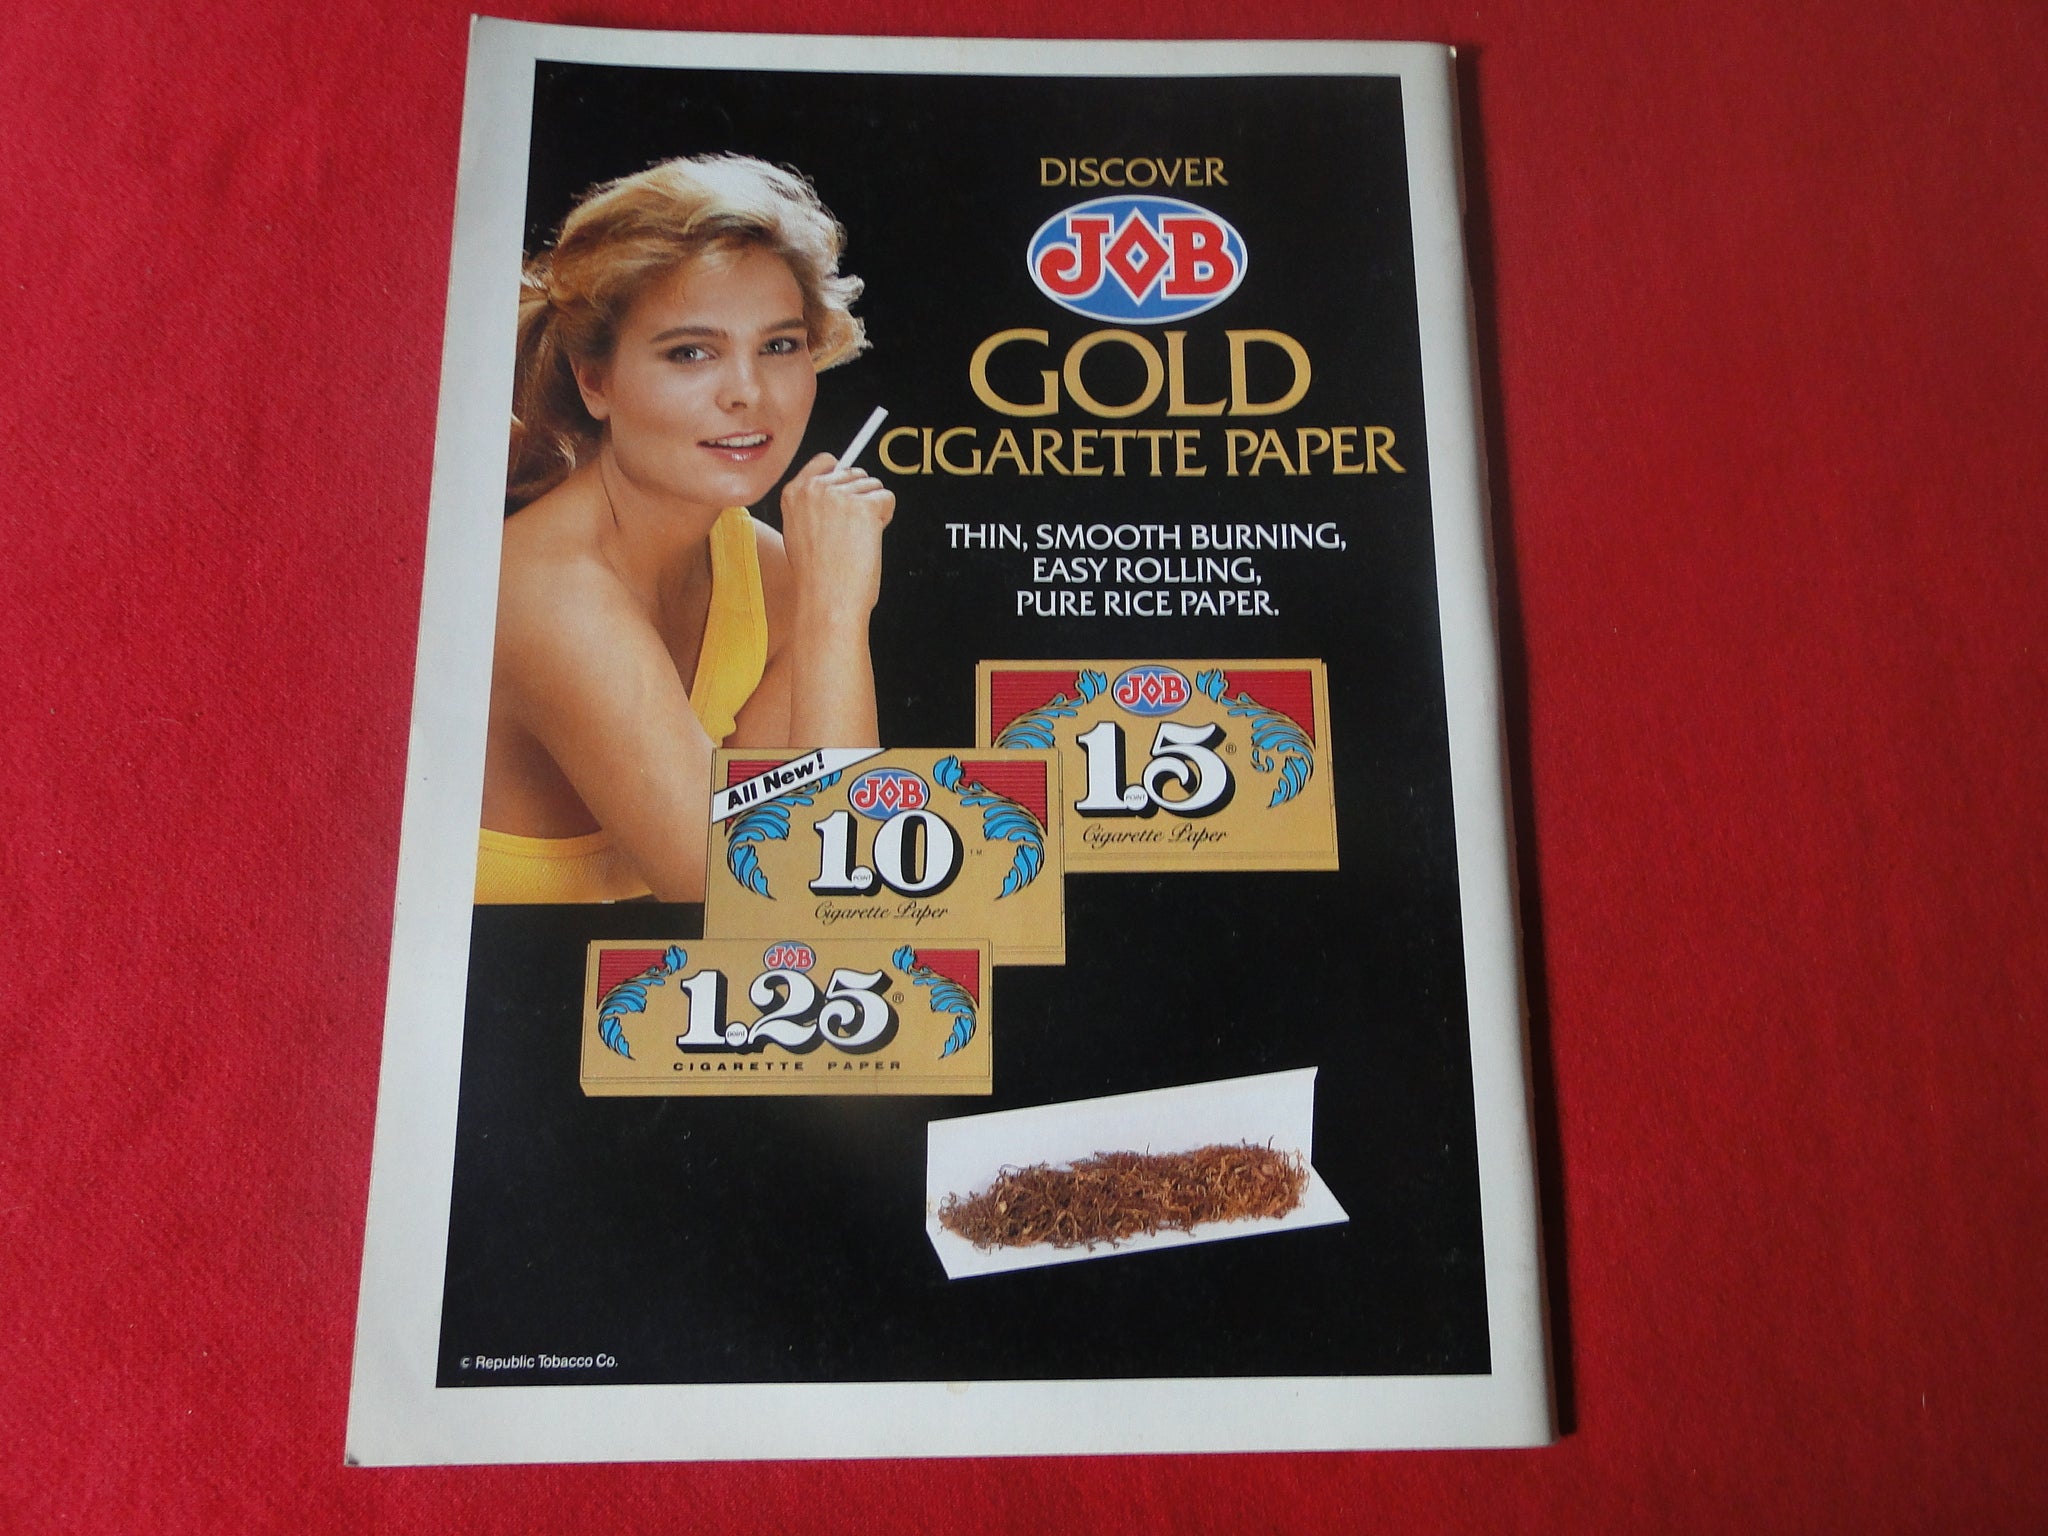 DISCOVER
JOB
GOLD
CIGARETTE PAPER
THIN, SMOOTH BURNING,
EASY ROLLING,
PURE RICE PAPER.
JOB
1.5®
POINT
Cigarette Paper
All New!
JOB
1.0™
POINT
Cigarette Paper
JOB
1.25®
POINT
CIGARETTE PAPER
© Republic Tobacco Co.